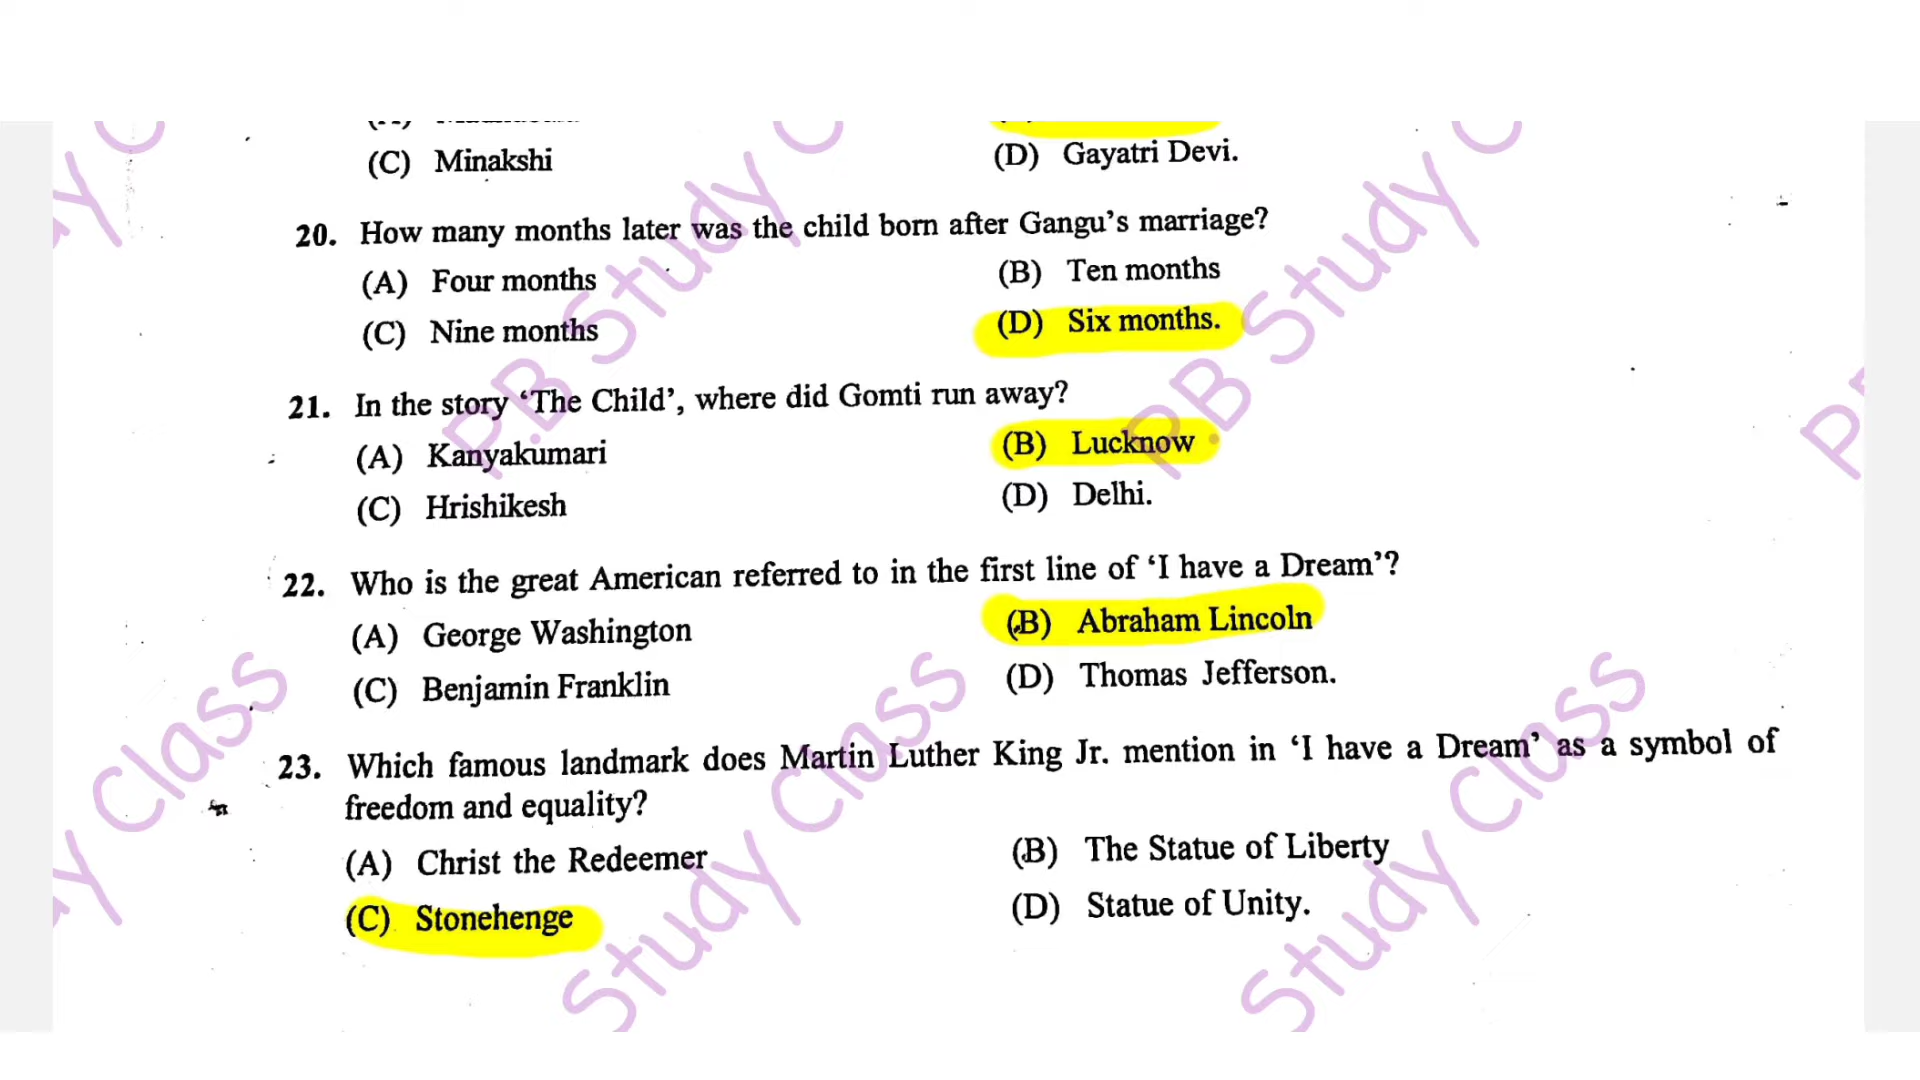 (C) Minakshi (D) Gayatri Devi.
20. How many months later was the child born after Gangu's marriage?
(A) Four months (B) Ten months
(C) Nine months (D) Six months.
21. In the story ‘The Child’, where did Gomti run away?
(A) Kanyakumari (B) Lucknow
(C) Hrishikesh (D) Delhi.
22. Who is the great American referred to in the first line of ‘I have a Dream’?
(A) George Washington (B) Abraham Lincoln
(C) Benjamin Franklin (D) Thomas Jefferson.
23. Which famous landmark does Martin Luther King Jr. mention in ‘I have a Dream’ as a symbol of
freedom and equality?
(A) Christ the Redeemer (B) The Statue of Liberty
(C) Stonehenge (D) Statue of Unity.
P.B Study Class
P.B Study Class